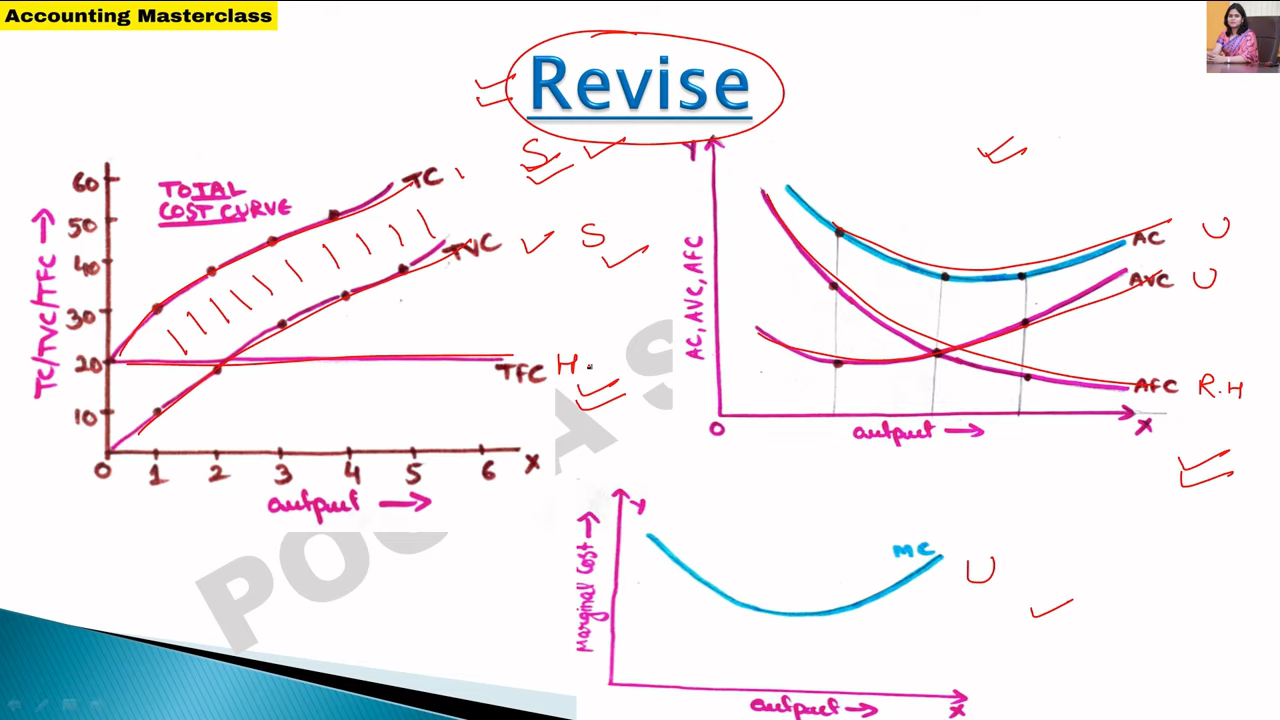 Accounting Masterclass
Revise
TOTAL
COST CURVE
TC/TVC/TFC →
60
50
40
30
20
10
0
1
2
3
4
5
6
X
output →
TC
S
TVC
S
TFC
H.
Y
AC, AVC, AFC
AC
U
AVC
U
AFC
R.H
O
output →
X
Y
Marginal Cost →
MC
U
output →
X